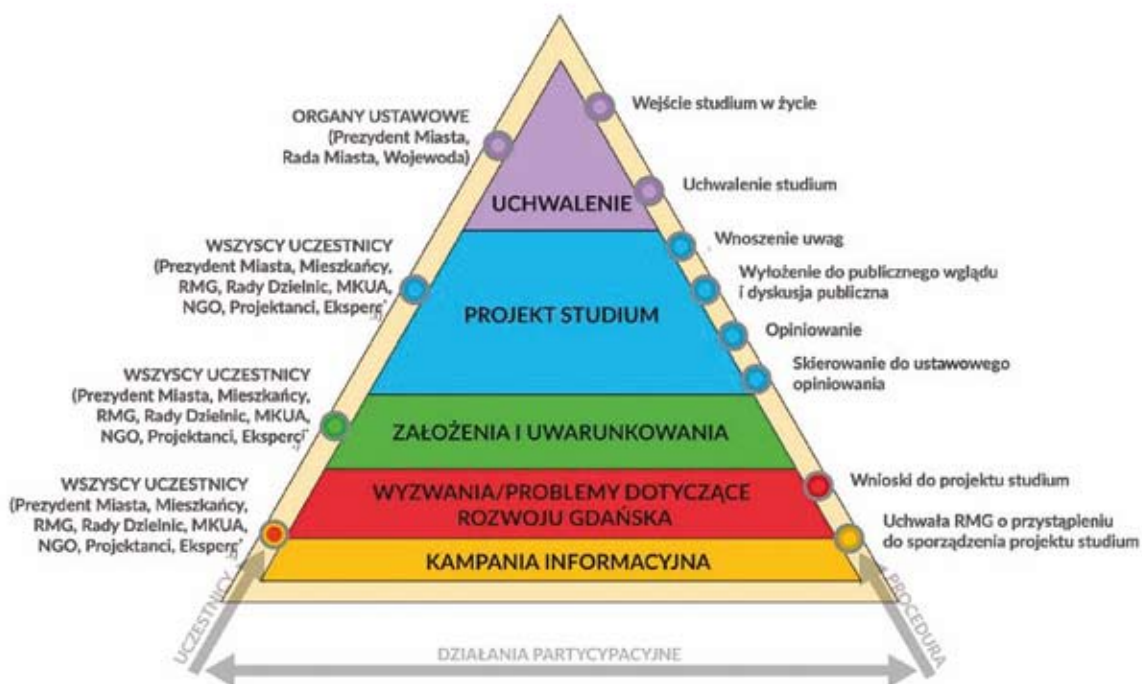 Wejście studium w życie
ORGANY USTAWOWE
(Prezydent Miasta,
Rada Miasta, Wojewoda)
Uchwalenie studium
UCHWALENIE
Wnoszenie uwag
WSZYSCY UCZESTNICY
(Prezydent Miasta, Mieszkańcy,
RMG, Rady Dzielnic, MKUA,
NGO, Projektanci,
Wyłożenie do publicznego wglądu
i dyskusja publiczna
PROJEKT STUDIUM
Opiniowanie
Skierowanie do ustawowego
opiniowania
WSZYSCY UCZESTNICY
(Prezydent Miasta, Mieszkańcy,
RMG, Rady Dzielnic, MKUA,
NGO, Projektanci, Eksperci
ZAŁOŻENIA I UWARUNKOWANIA
WSZYSCY UCZESTNICY
(Prezydent Miasta, Mieszkańcy,
RMG, Rady Dzielnic, MKUA,
NGO, Projektanci,
WYZWANIA/PROBLEMY DOTYCZĄCE
ROZWOJU GDAŃSKA
Wnioski do projektu studium
Uchwała RMG o przystąpieniu
do sporządzenia projektu studium
KAMPANIA INFORMACYJNA
UCZESTNICY
PROCEDURA
DZIAŁANIA PARTYCYPACYJNE